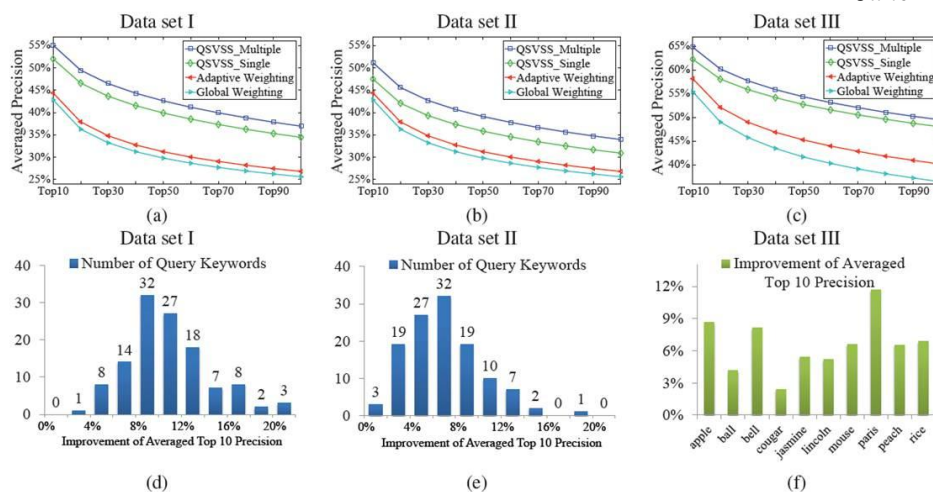 Data set I
Data set II
Data set III
55%
50%
45%
40%
35%
30%
25%
Averaged Precision
QSVSS_Multiple
QSVSS_Single
Adaptive Weighting
Global Weighting
Top10
Top30
Top50
Top70
Top90
(a)
55%
50%
45%
40%
35%
30%
25%
Averaged Precision
QSVSS_Multiple
QSVSS_Single
Adaptive Weighting
Global Weighting
Top10
Top30
Top50
Top70
Top90
(b)
65%
60%
55%
50%
45%
40%
Averaged Precision
QSVSS_Multiple
QSVSS_Single
Adaptive Weighting
Global Weighting
Top10
Top30
Top50
Top70
Top90
(c)
Data set I
Number of Query Keywords
40
30
20
10
0
0 1 8 14 32 27 18 7 8 2 3
0% 4% 8% 12% 16% 20%
Improvement of Averaged Top 10 Precision
(d)
Data set II
Number of Query Keywords
40
30
20
10
0
3 19 27 32 19 10 7 2 0 1 0
0% 4% 8% 12% 16% 20%
Improvement of Averaged Top 10 Precision
(e)
Data set III
Improvement of Averaged
Top 10 Precision
12%
9%
6%
3%
0%
apple
ball
bell
cougar
jasmine
lincoln
mouse
paris
peach
rice
(f)